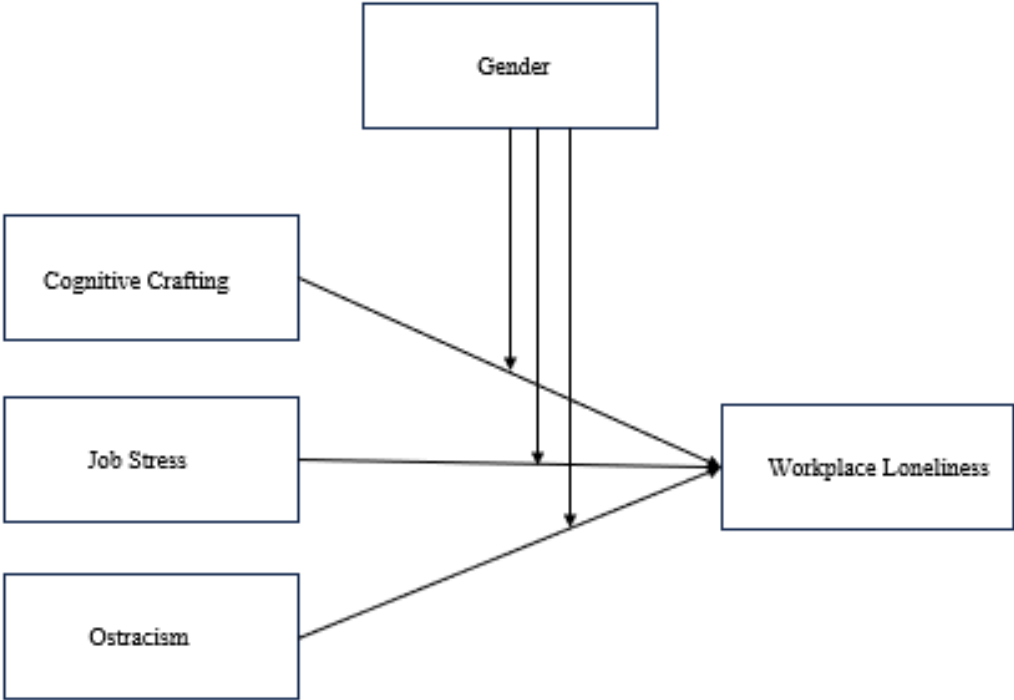 Gender
Cognitive Crafting
Job Stress
Workplace Loneliness
Ostracism